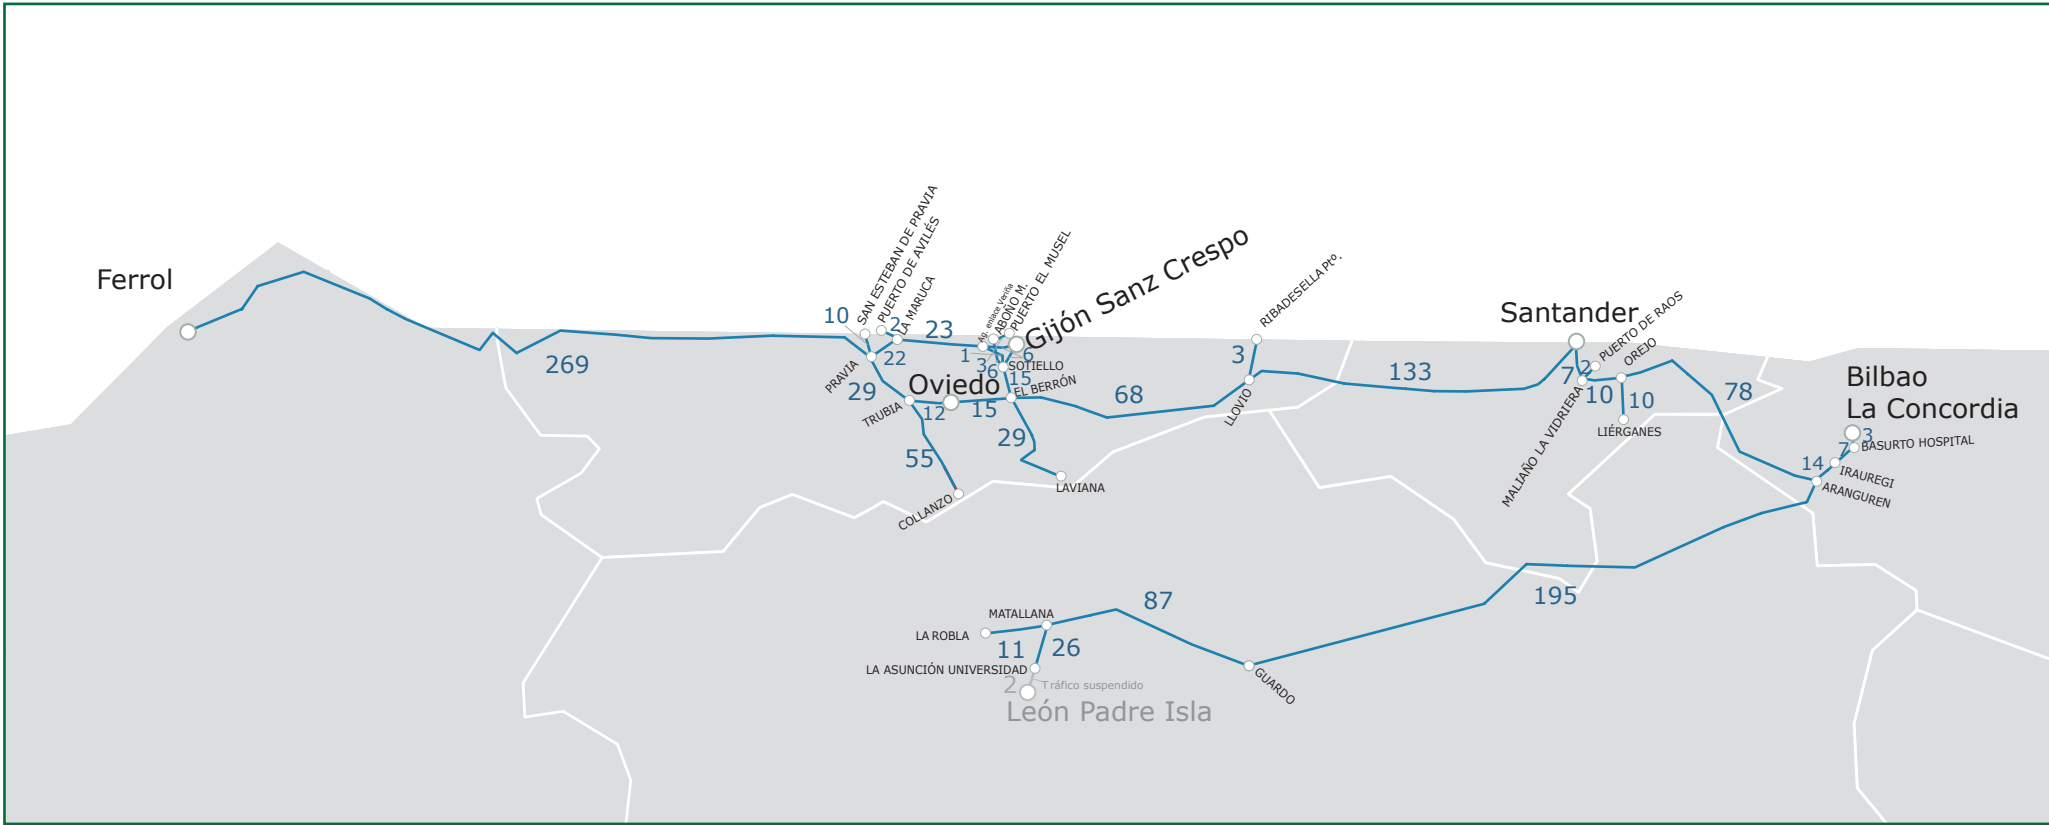 Ferrol
269
10
SAN ESTEBAN DE PRAVIA
PUERTO DE AVILÉS
2
LA MARUCA
23
22
PRAVIA
29
TRUBIA
12
Oviedo
15
55
COLLANZO
Ag. enlace Veriña
ABOÑO M.
PUERTO EL MUSEL
Gijón Sanz Crespo
1
3
6
6
SOTIELLO
15
EL BERRÓN
29
LAVIANA
68
RIBADESELLA Pto.
3
LLOVIO
133
Santander
PUERTO DE RAOS
OREJO
7
2
10
10
MALIAÑO LA VIDRIERA
LIÉRGANES
78
Bilbao
La Concordia
3
BASURTO HOSPITAL
7
14
IRAUREGI
ARANGUREN
195
87
MATALLANA
LA ROBLA
11
26
LA ASUNCIÓN UNIVERSIDAD
2
Tráfico suspendido
León Padre Isla
GUARDO